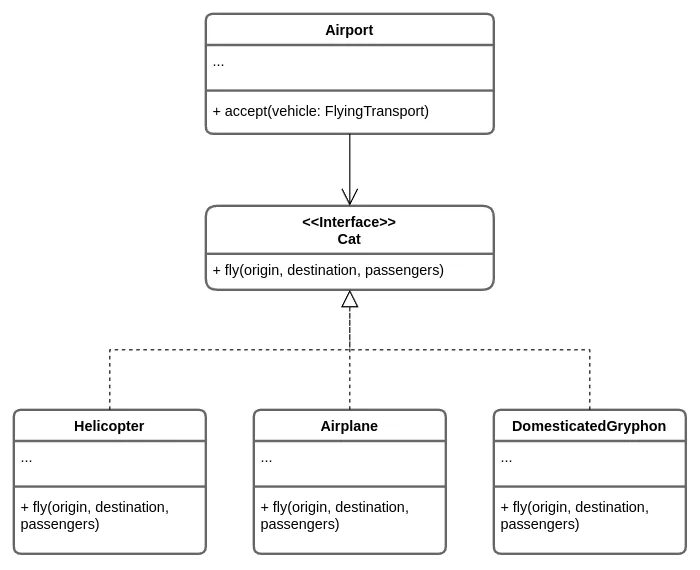 Airport
...
+ accept(vehicle: FlyingTransport)
<<Interface>>
Cat
+ fly(origin, destination, passengers)
Helicopter
...
+ fly(origin, destination,
passengers)
Airplane
...
+ fly(origin, destination,
passengers)
DomesticatedGryphon
...
+ fly(origin, destination,
passengers)